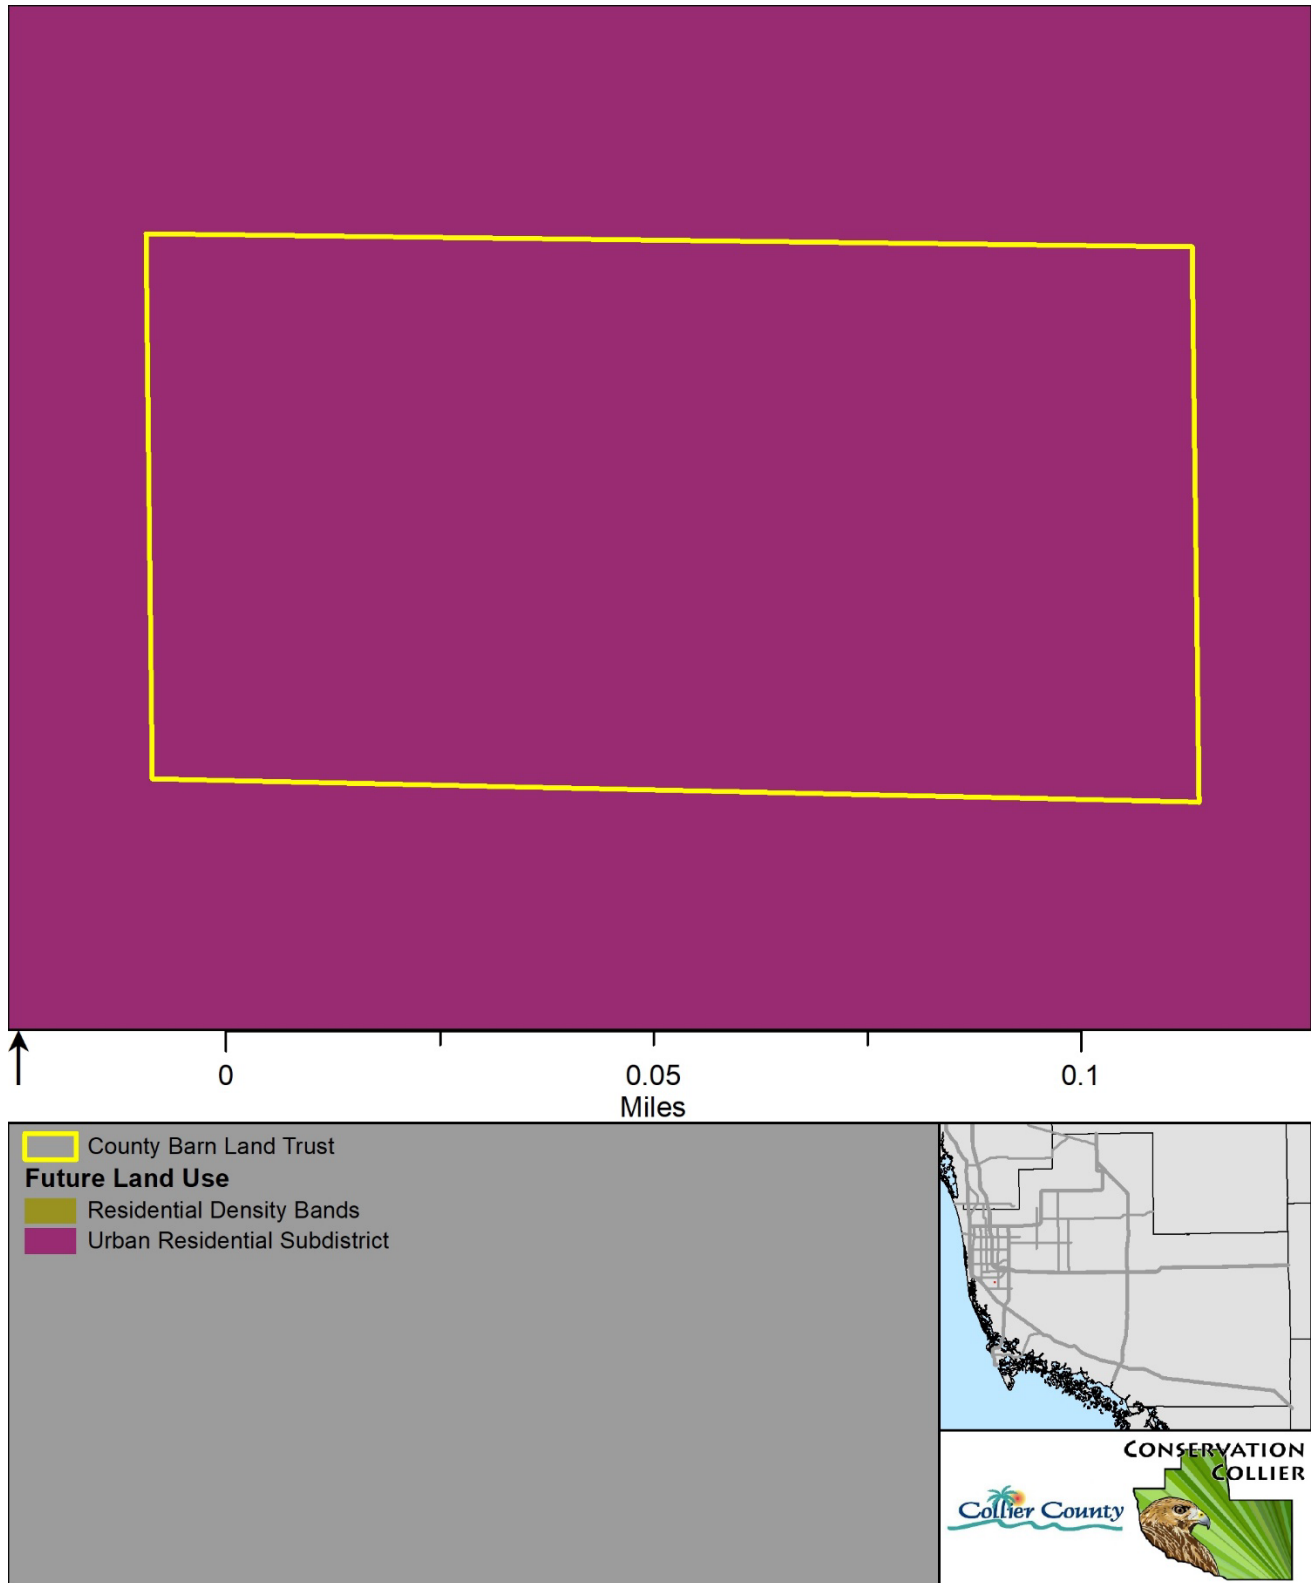 0
0.05
0.1
Miles
County Barn Land Trust
Future Land Use
Residential Density Bands
Urban Residential Subdistrict
CONSERVATION
COLLIER
Collier County